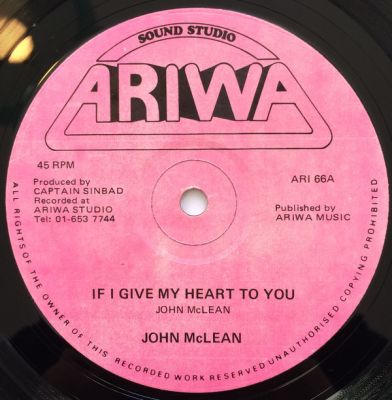 SOUND STUDIO
ARIWA
45 RPM
Produced by
CAPTAIN SINBAD
Recorded at
ARIWA STUDIO
Tel: 01-653 7744
ARI 66A
Published by
ARIWA MUSIC
IF I GIVE MY HEART TO YOU
JOHN McLEAN
JOHN McLEAN
ALL RIGHTS OF THE OWNER OF THIS RECORDED WORK RESERVED UNAUTHORISED COPYING PROHIBITED